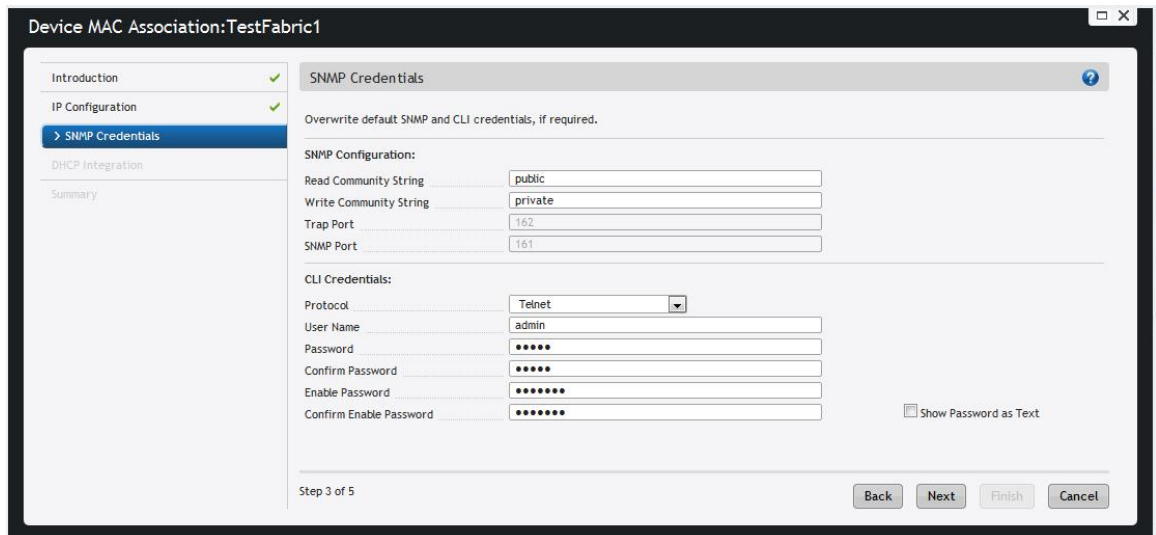 Device MAC Association:TestFabric1
Introduction
IP Configuration
> SNMP Credentials
DHCP Integration
Summary
SNMP Credentials
?
Overwrite default SNMP and CLI credentials, if required.
SNMP Configuration:
Read Community String public
Write Community String private
Trap Port 162
SNMP Port 161
CLI Credentials:
Protocol Telnet
User Name admin
Password •••••
Confirm Password •••••
Enable Password •••••••
Confirm Enable Password •••••••
Show Password as Text
Step 3 of 5
Back Next Finish Cancel